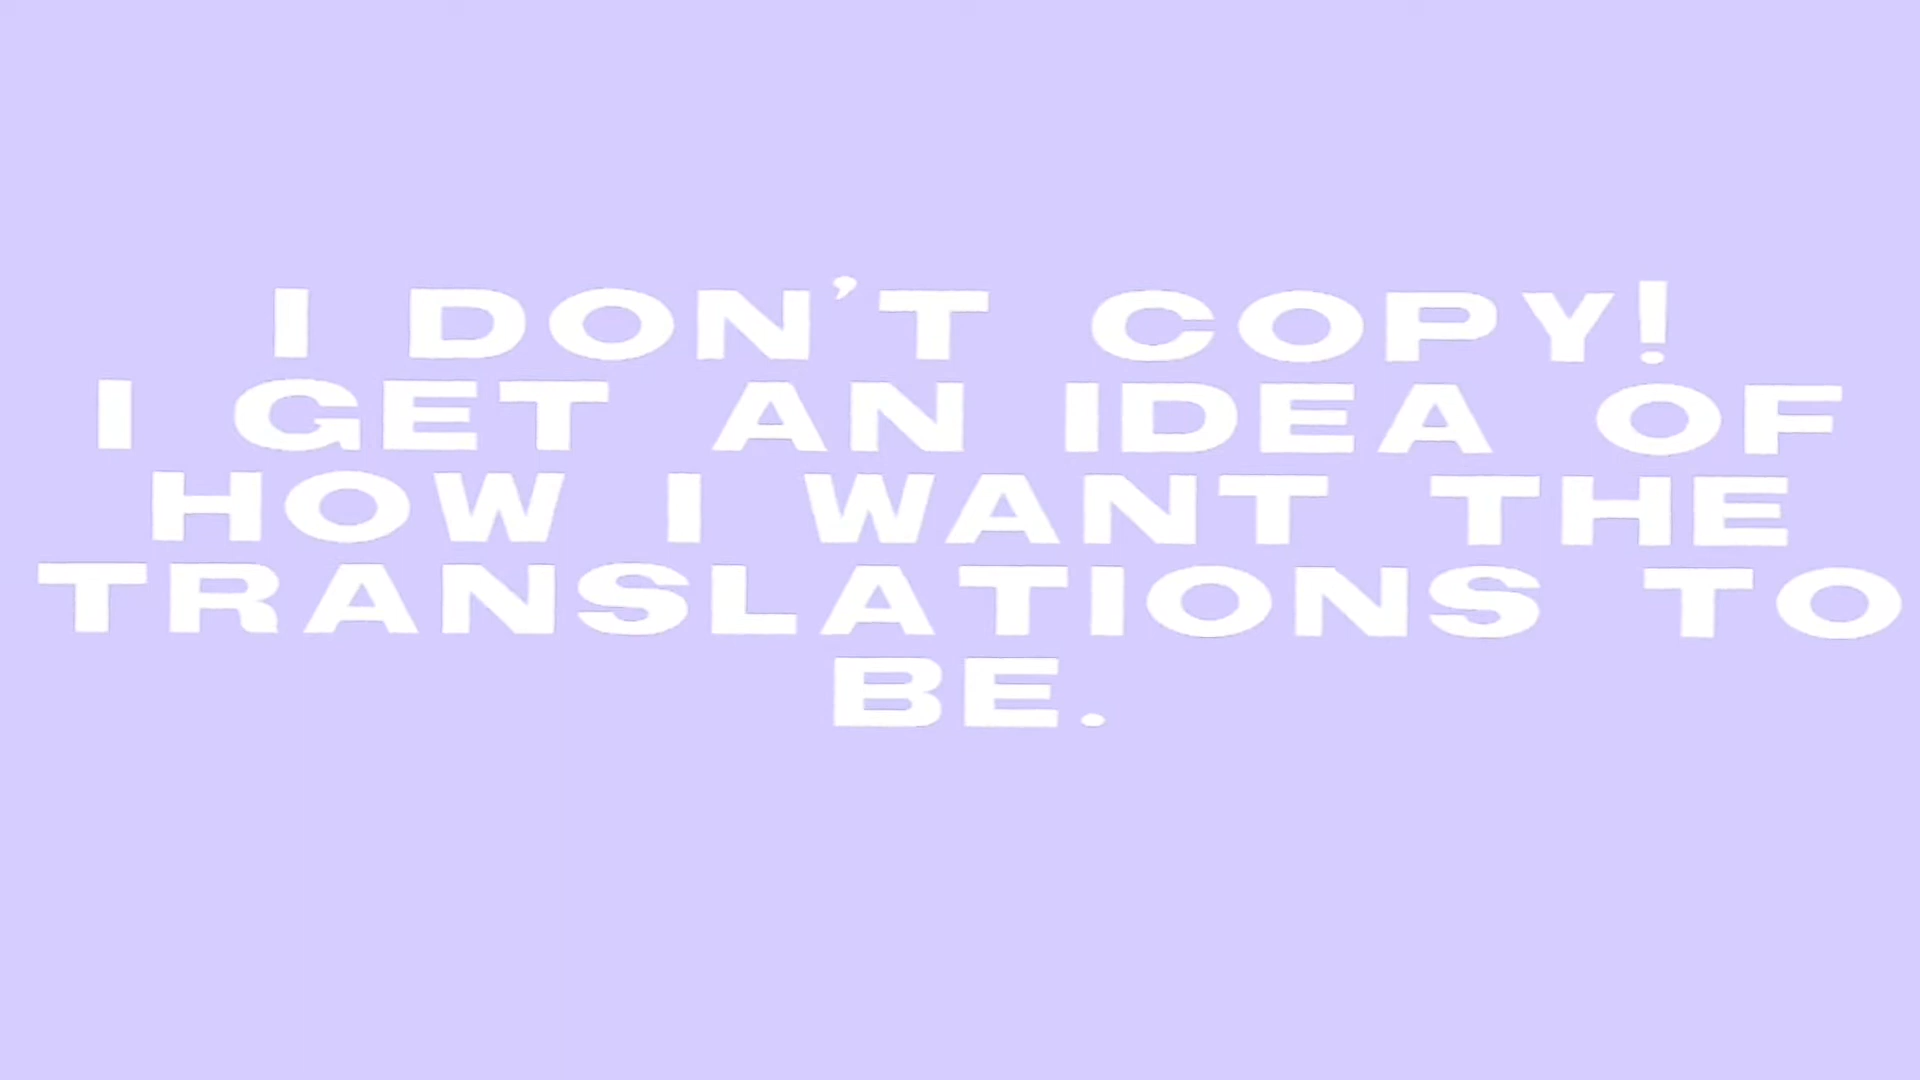 I DON'T COPY!
I GET AN IDEA OF
HOW I WANT THE
TRANSLATIONS TO
BE.